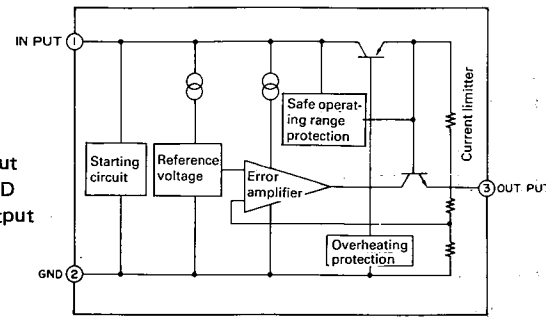 IN PUT 1
Safe operat-
ing range
protection
Current limitter
Starting
circuit
Reference
voltage
Error
amplifier
3 OUT PUT
ut
D
tput
Overheating
protection
GND 2